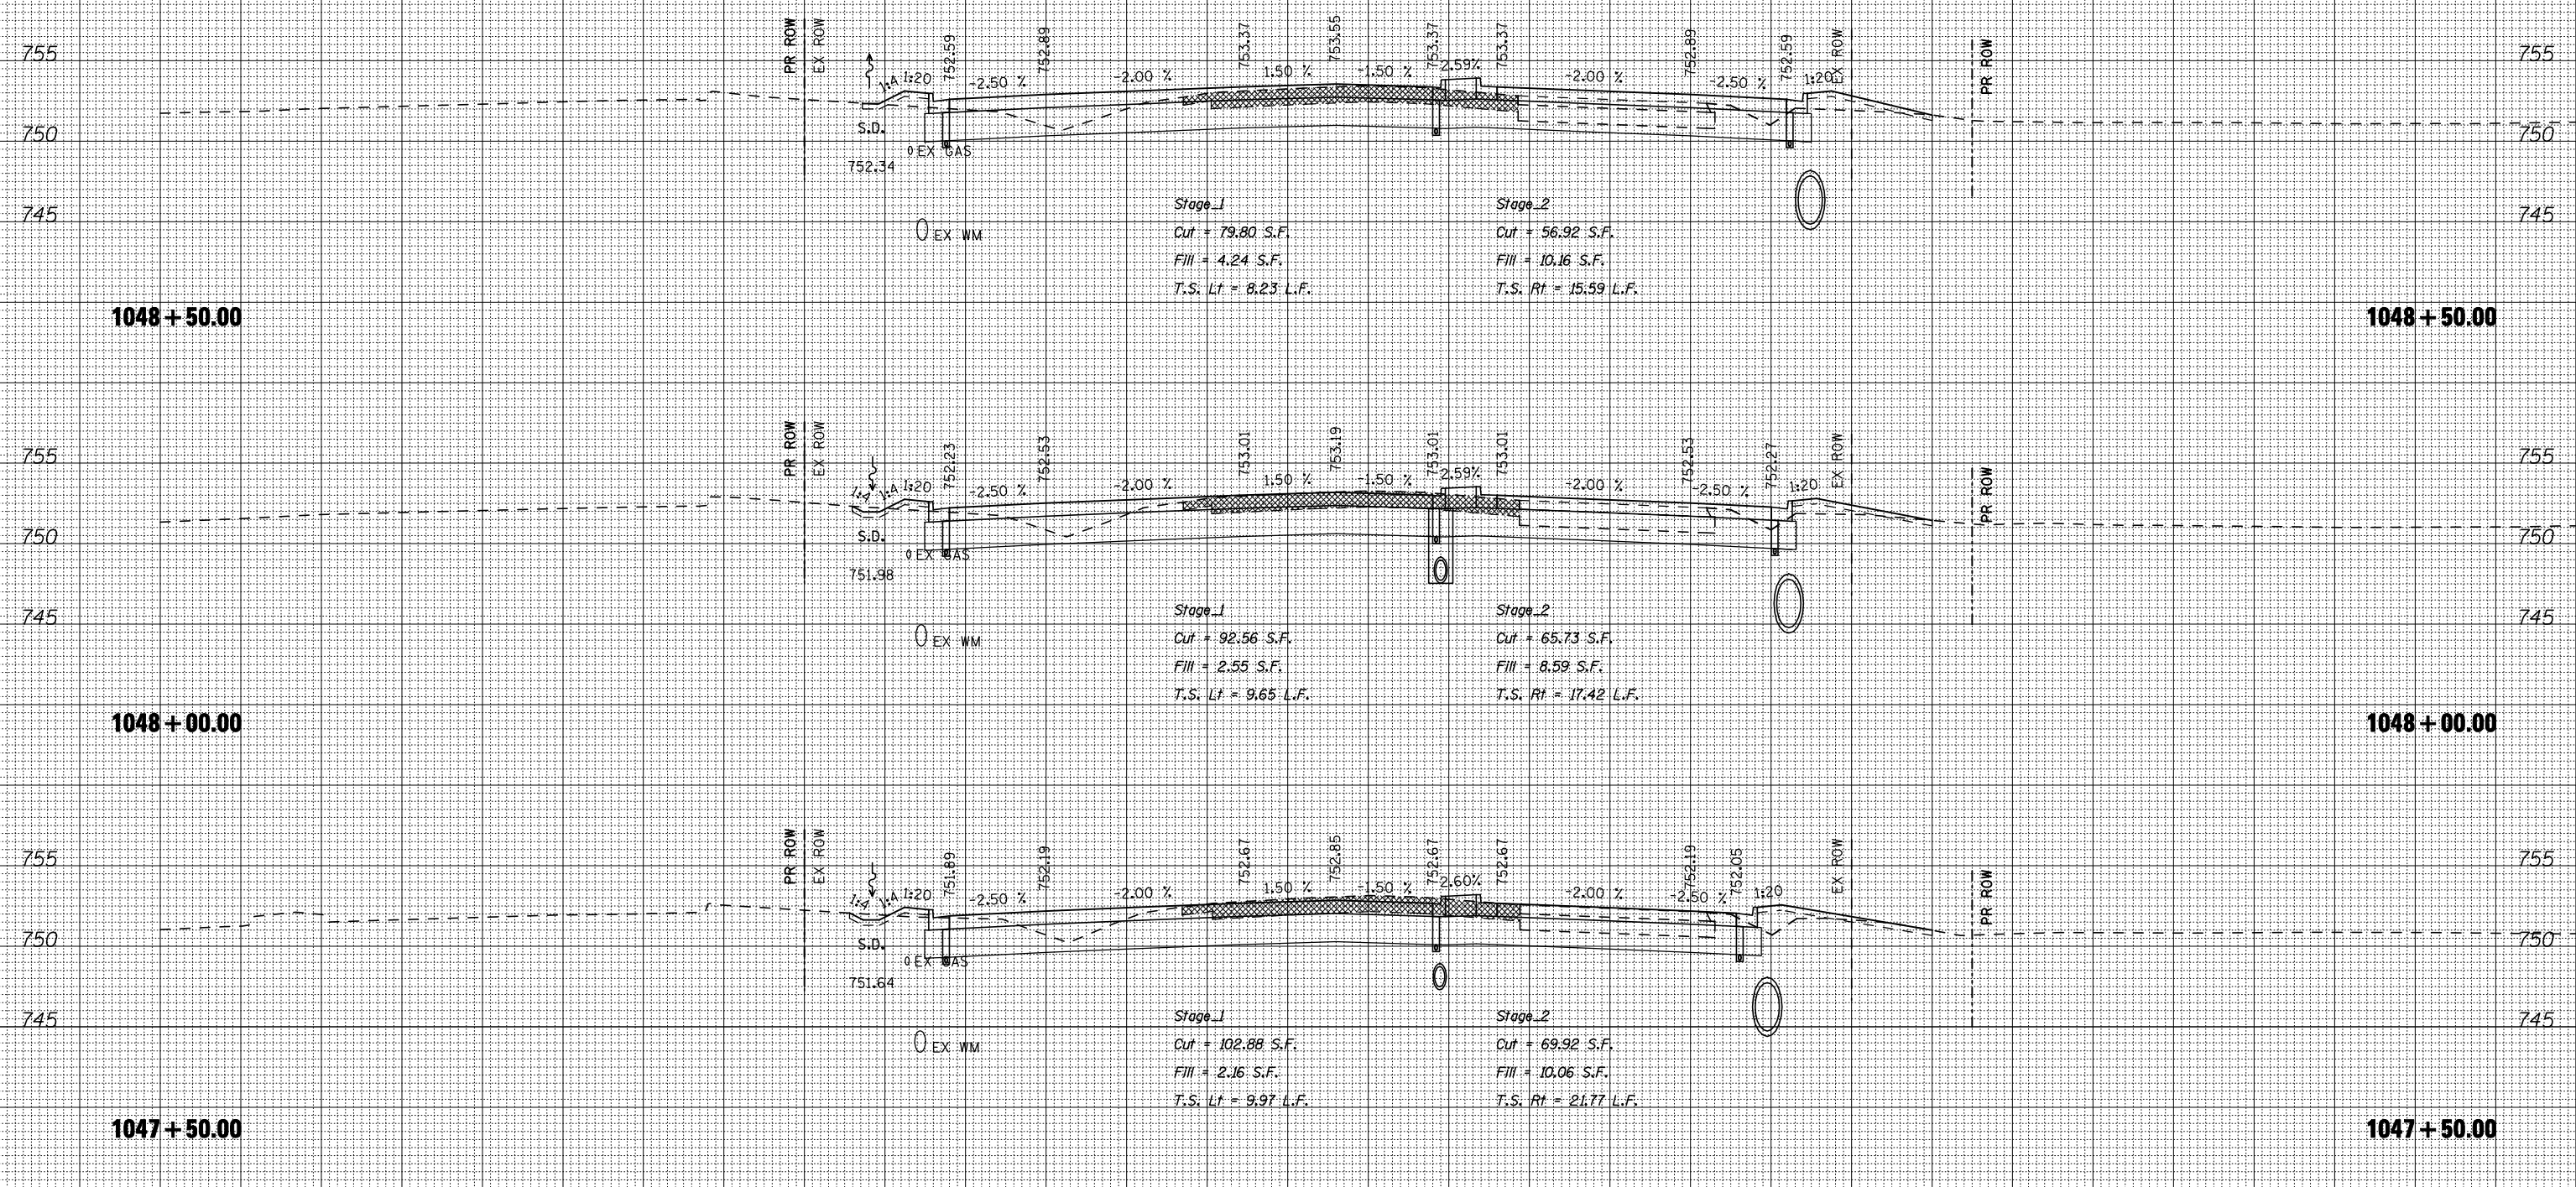 PR ROW
EX ROW
EX ROW
PR ROW
752.59
752.89
753.37
753.55
753.37
753.37
752.89
752.59
755
1:4
1:20
-2.50 %
-2.00 %
1.50 %
-1.50 %
2.59%
-2.00 %
-2.50 %
1:20
755
750
S.D.
750
EX GAS
752.34
745
EX WM
745
Stage_1
Cut = 79.80 S.F.
Fill = 4.24 S.F.
T.S. Lt = 8.23 L.F.
Stage_2
Cut = 56.92 S.F.
Fill = 10.16 S.F.
T.S. Rt = 15.59 L.F.
1048+50.00
1048+50.00
PR ROW
EX ROW
EX ROW
PR ROW
752.23
752.53
753.01
753.19
753.01
753.01
752.53
752.27
755
1:4
1:4
1:20
-2.50 %
-2.00 %
1.50 %
-1.50 %
2.59%
-2.00 %
-2.50 %
1:20
755
750
S.D.
750
EX GAS
751.98
745
EX WM
745
Stage_1
Cut = 92.56 S.F.
Fill = 2.55 S.F.
T.S. Lt = 9.65 L.F.
Stage_2
Cut = 65.73 S.F.
Fill = 8.59 S.F.
T.S. Rt = 17.42 L.F.
1048+00.00
1048+00.00
PR ROW
EX ROW
EX ROW
PR ROW
751.89
752.19
752.67
752.85
752.67
752.67
752.19
752.05
755
1:4
1:4
1:20
-2.50 %
-2.00 %
1.50 %
-1.50 %
2.60%
-2.00 %
-2.50 %
1:20
755
750
S.D.
750
EX GAS
751.64
745
EX WM
745
Stage_1
Cut = 102.88 S.F.
Fill = 2.16 S.F.
T.S. Lt = 9.97 L.F.
Stage_2
Cut = 69.92 S.F.
Fill = 10.06 S.F.
T.S. Rt = 21.77 L.F.
1047+50.00
1047+50.00